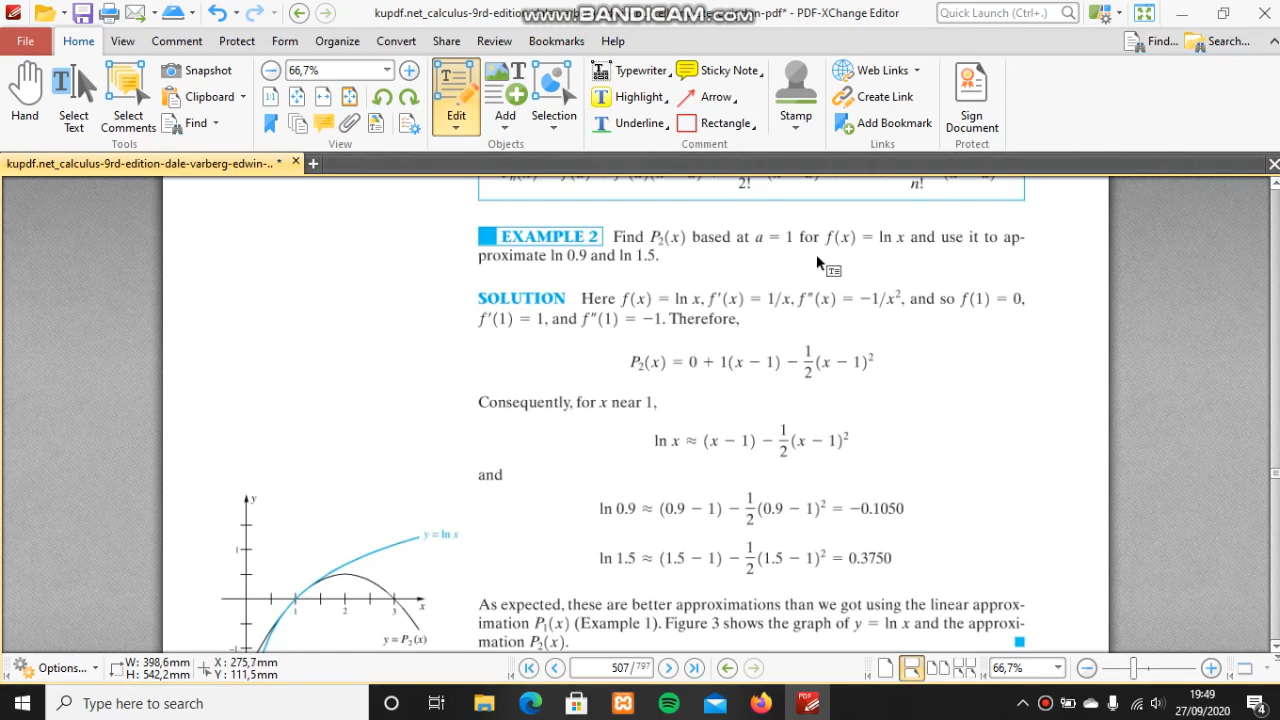 kupdf.net_calculus-9rd-edition
WWW.BANDICAM.COM
-pdf* - PDF-XChange Editor
Quick Launch (Ctrl+.)
File Home View Comment Protect Form Organize Convert Share Review Bookmarks Help
Find... Search...
Hand
Select Text
Select Comments
Snapshot
Clipboard
Find
Tools
66,7%
View
Edit
Add
Selection
Objects
Typewriter
Highlight
Underline
Sticky Note
Arrow
Rectangle
Stamp
Comment
Web Links
Create Link
Add Bookmark
Links
Sign Document
Protect
kupdf.net_calculus-9rd-edition-dale-varberg-edwin-.. *
2! n!
EXAMPLE 2 Find P₂(x) based at a = 1 for f(x) = ln x and use it to ap-
proximate ln 0.9 and ln 1.5.
SOLUTION Here f(x) = ln x, f′(x) = 1/x, f″(x) = −1/x², and so f(1) = 0,
f′(1) = 1, and f″(1) = −1. Therefore,
P₂(x) = 0 + 1(x − 1) − 1/2(x − 1)²
Consequently, for x near 1,
ln x ≈ (x − 1) − 1/2(x − 1)²
and
ln 0.9 ≈ (0.9 − 1) − 1/2(0.9 − 1)² = −0.1050
ln 1.5 ≈ (1.5 − 1) − 1/2(1.5 − 1)² = 0.3750
As expected, these are better approximations than we got using the linear approx-
imation P₁(x) (Example 1). Figure 3 shows the graph of y = ln x and the approxi-
mation P₂(x).
y
y = ln x
1
1 2 3 x
y = P₂(x)
−1
Options...
W: 398,6mm
H: 542,2mm
X: 275,7mm
Y: 111,5mm
507 / 797
66,7%
Type here to search
19:49
27/09/2020
4